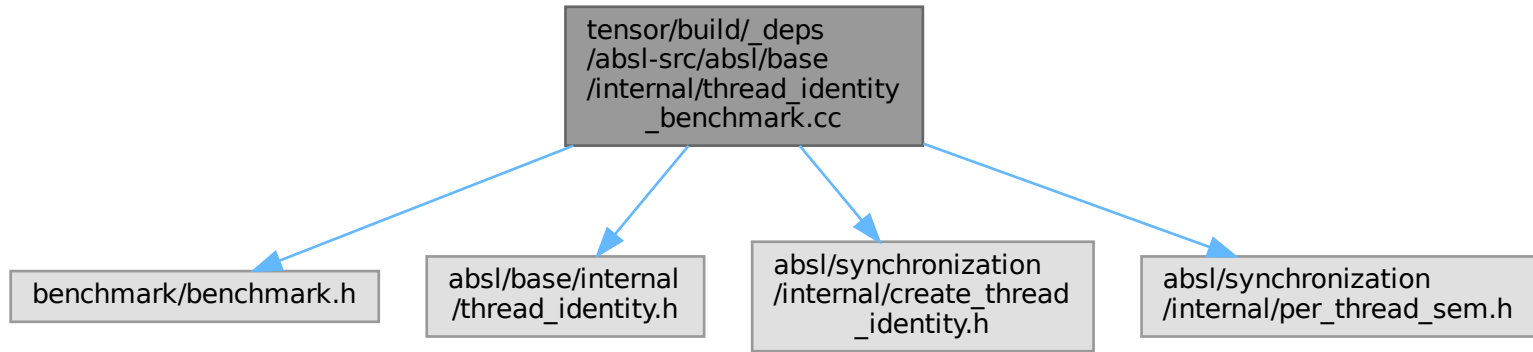 tensor/build/_deps
/absl-src/absl/base
/internal/thread_identity
_benchmark.cc
benchmark/benchmark.h
absl/base/internal
/thread_identity.h
absl/synchronization
/internal/create_thread
_identity.h
absl/synchronization
/internal/per_thread_sem.h